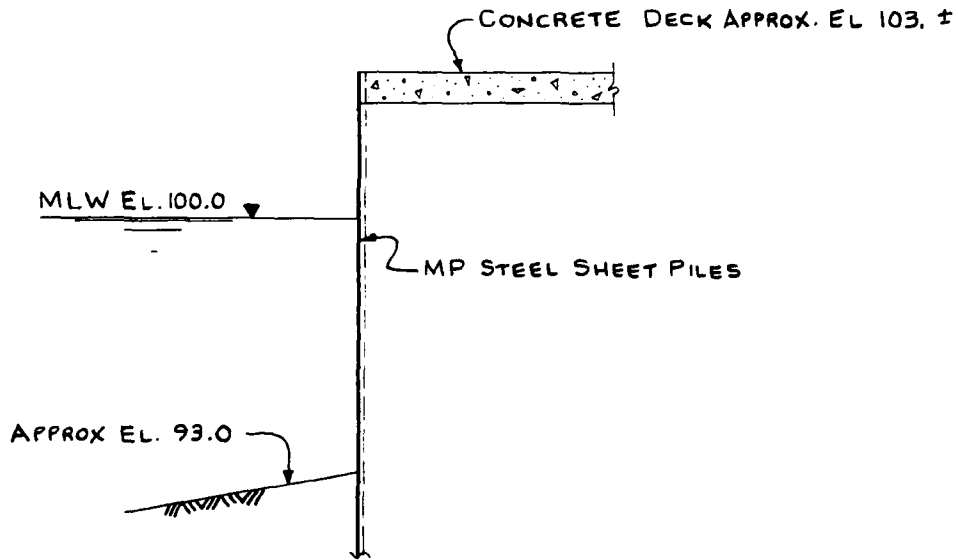 CONCRETE DECK APPROX. EL 103. ±
MLW EL. 100.0
MP STEEL SHEET PILES
APPROX EL. 93.0